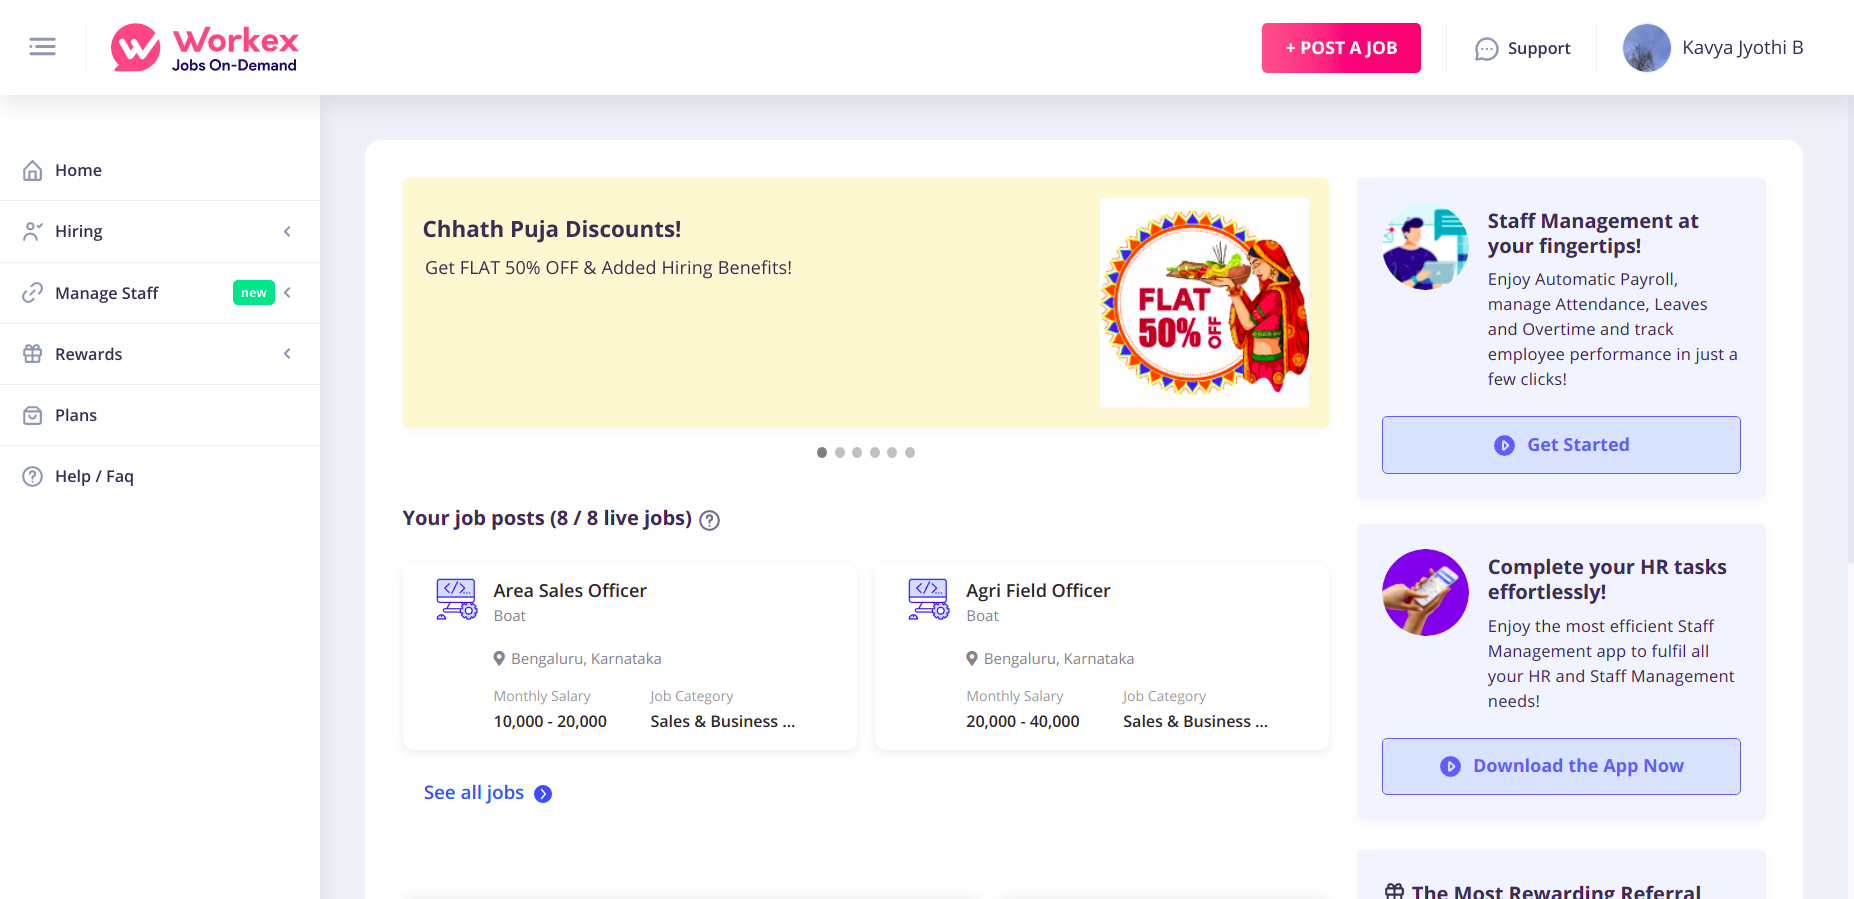 Workex
Jobs On-Demand
+ POST A JOB
Support
Kavya Jyothi B
Home
Hiring
Manage Staff
new
Rewards
Plans
Help / Faq
Chhath Puja Discounts!
Get FLAT 50% OFF & Added Hiring Benefits!
FLAT
50%
OFF
Your job posts (8 / 8 live jobs)
Area Sales Officer
Boat
Bengaluru, Karnataka
Monthly Salary
Job Category
10,000 - 20,000
Sales & Business ...
Agri Field Officer
Boat
Bengaluru, Karnataka
Monthly Salary
Job Category
20,000 - 40,000
Sales & Business ...
See all jobs
Staff Management at
your fingertips!
Enjoy Automatic Payroll,
manage Attendance, Leaves
and Overtime and track
employee performance in just a
few clicks!
Get Started
Complete your HR tasks
effortlessly!
Enjoy the most efficient Staff
Management app to fulfil all
your HR and Staff Management
needs!
Download the App Now
The Most Rewarding Referral